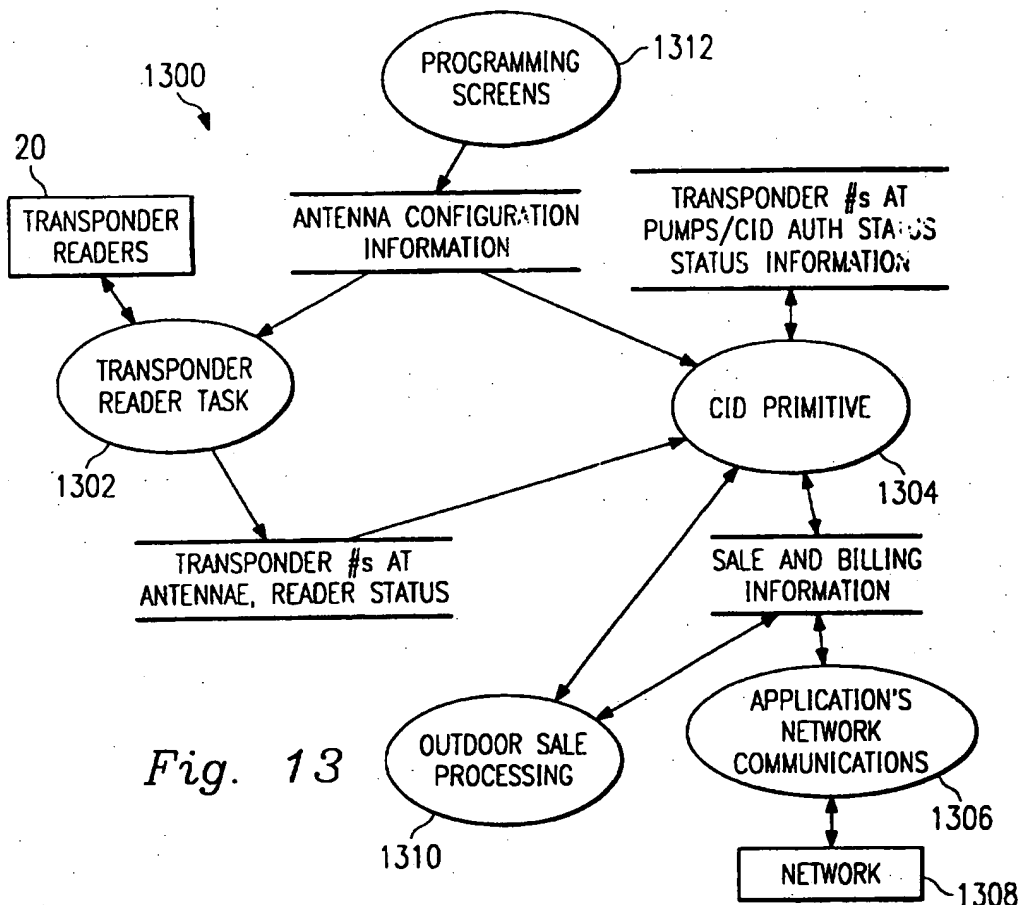 1300
PROGRAMMING
SCREENS
1312
20
TRANSPONDER
READERS
ANTENNA CONFIGURATION
INFORMATION
TRANSPONDER #s AT
PUMPS/CID AUTH STATUS
STATUS INFORMATION
TRANSPONDER
READER TASK
1302
CID PRIMITIVE
1304
TRANSPONDER #s AT
ANTENNAE, READER STATUS
SALE AND BILLING
INFORMATION
OUTDOOR SALE
PROCESSING
1310
APPLICATION'S
NETWORK
COMMUNICATIONS
1306
NETWORK
1308
Fig. 13